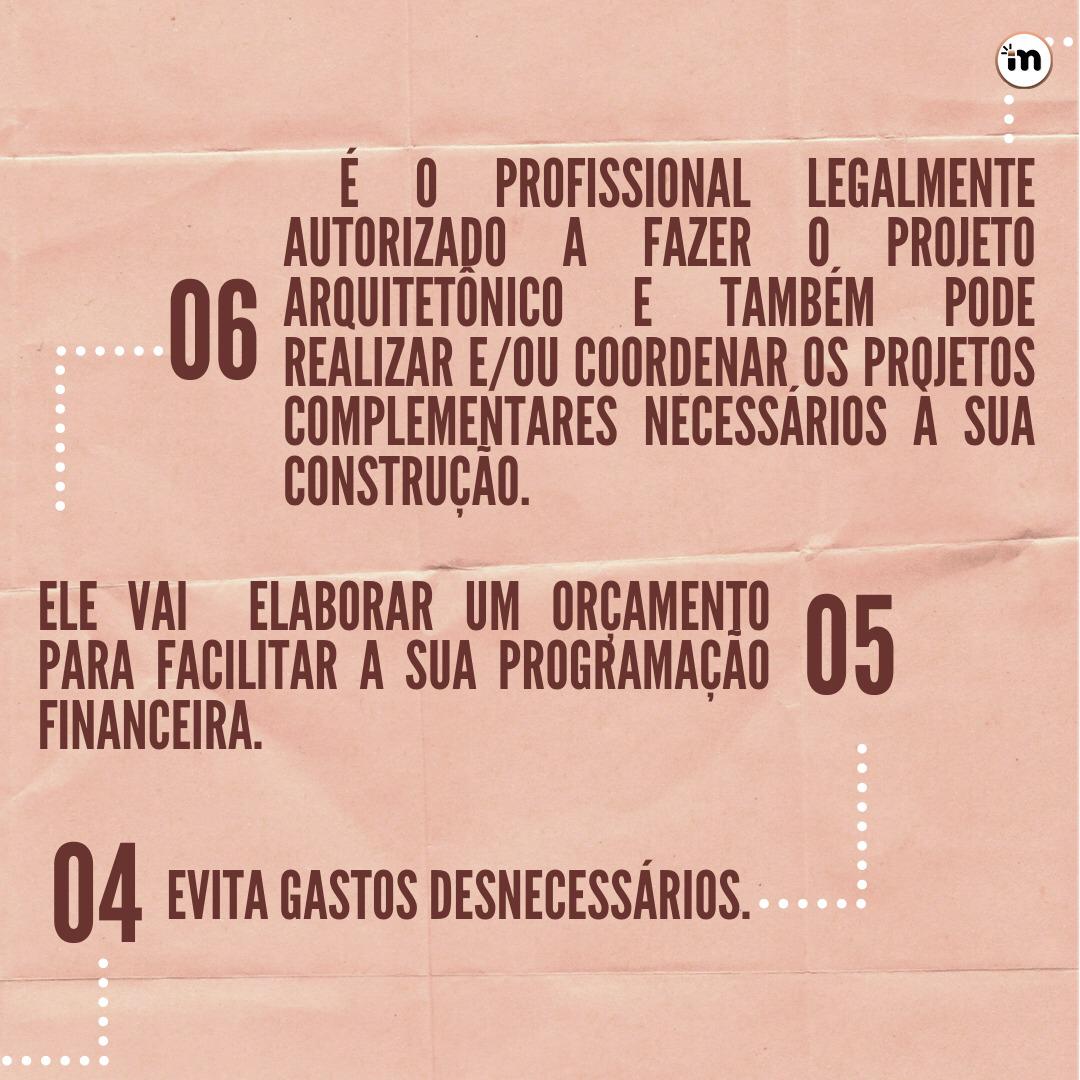 im
É O PROFISSIONAL LEGALMENTE
AUTORIZADO A FAZER O PROJETO
ARQUITETÔNICO E TAMBÉM PODE
REALIZAR E/OU COORDENAR OS PROJETOS
COMPLEMENTARES NECESSÁRIOS À SUA
CONSTRUÇÃO.
06
ELE VAI ELABORAR UM ORÇAMENTO
PARA FACILITAR A SUA PROGRAMAÇÃO
FINANCEIRA.
05
04
EVITA GASTOS DESNECESSÁRIOS.